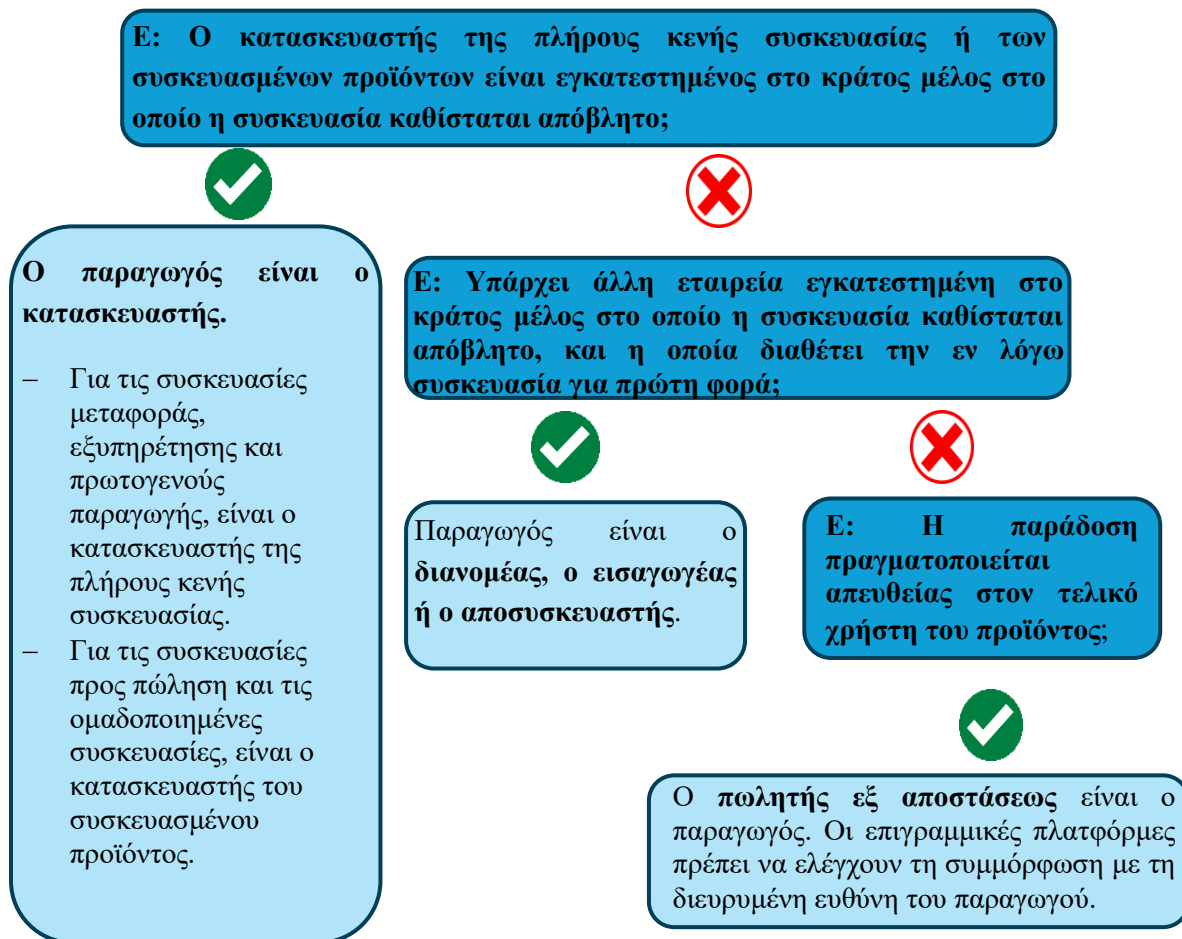 Ε: Ο κατασκευαστής της πλήρους κενής συσκευασίας ή των
συσκευασμένων προϊόντων είναι εγκατεστημένος στο κράτος μέλος στο
οποίο η συσκευασία καθίσταται απόβλητο;
Ο παραγωγός είναι ο
κατασκευαστής.
– Για τις συσκευασίες
μεταφοράς,
εξυπηρέτησης και
πρωτογενούς
παραγωγής, είναι ο
κατασκευαστής της
πλήρους κενής
συσκευασίας.
– Για τις συσκευασίες
προς πώληση και τις
ομαδοποιημένες
συσκευασίες, είναι ο
κατασκευαστής του
συσκευασμένου
προϊόντος.
Ε: Υπάρχει άλλη εταιρεία εγκατεστημένη στο
κράτος μέλος στο οποίο η συσκευασία καθίσταται
απόβλητο, και η οποία διαθέτει την εν λόγω
συσκευασία για πρώτη φορά;
Παραγωγός είναι ο
διανομέας, ο εισαγωγέας
ή ο αποσυσκευαστής.
Ε: Η παράδοση
πραγματοποιείται
απευθείας στον τελικό
χρήστη του προϊόντος;
Ο πωλητής εξ αποστάσεως είναι ο
παραγωγός. Οι επιγραμμικές πλατφόρμες
πρέπει να ελέγχουν τη συμμόρφωση με τη
διευρυμένη ευθύνη του παραγωγού.